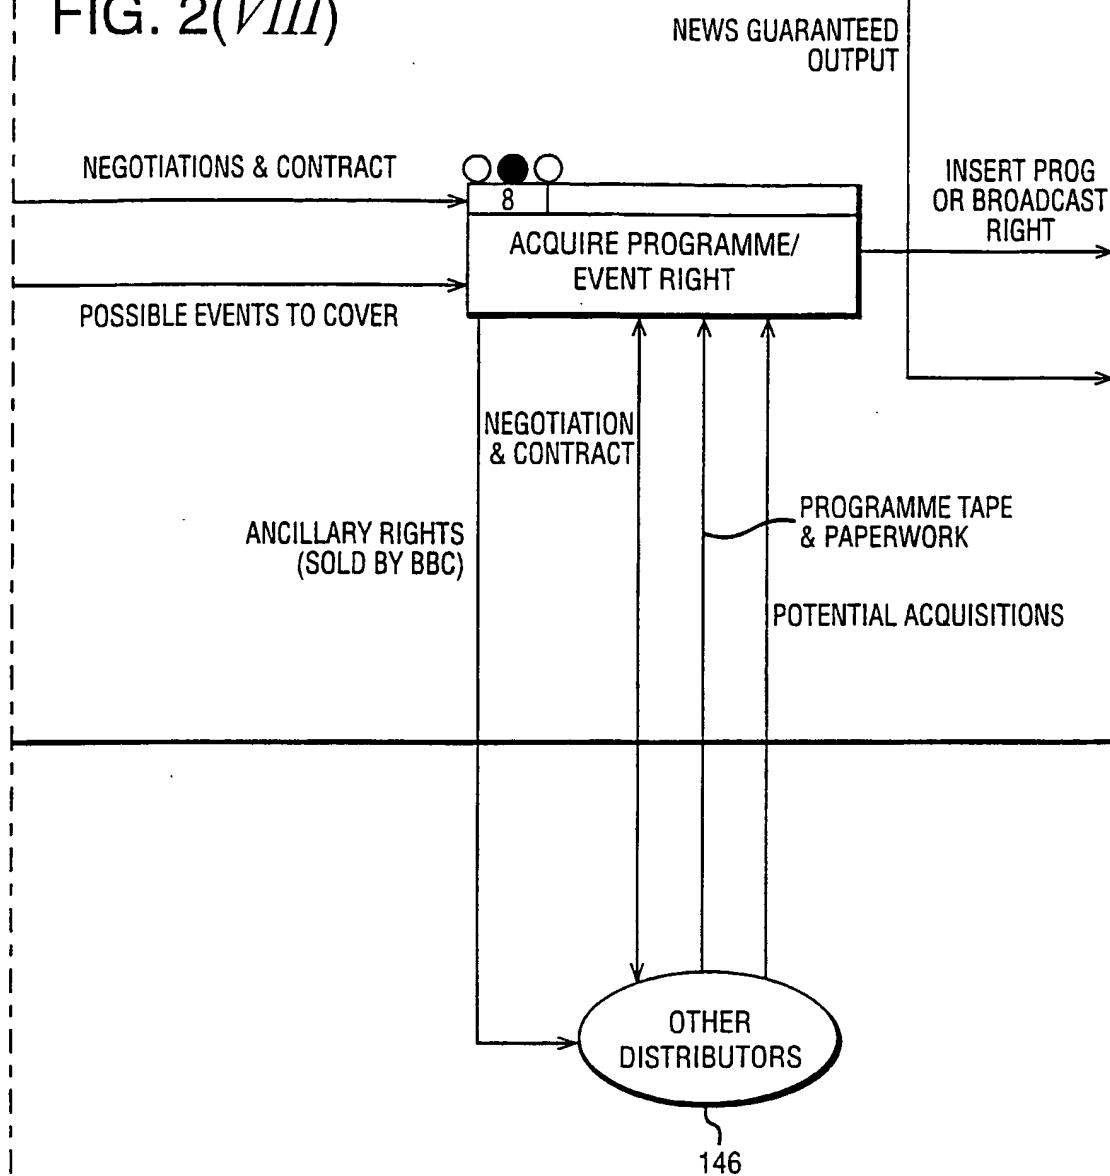 FIG. 2(VIII)
NEWS GUARANTEED
OUTPUT
NEGOTIATIONS & CONTRACT
8
INSERT PROG
OR BROADCAST
RIGHT
ACQUIRE PROGRAMME/
EVENT RIGHT
POSSIBLE EVENTS TO COVER
NEGOTIATION
& CONTRACT
ANCILLARY RIGHTS
(SOLD BY BBC)
PROGRAMME TAPE
& PAPERWORK
POTENTIAL ACQUISITIONS
OTHER
DISTRIBUTORS
146